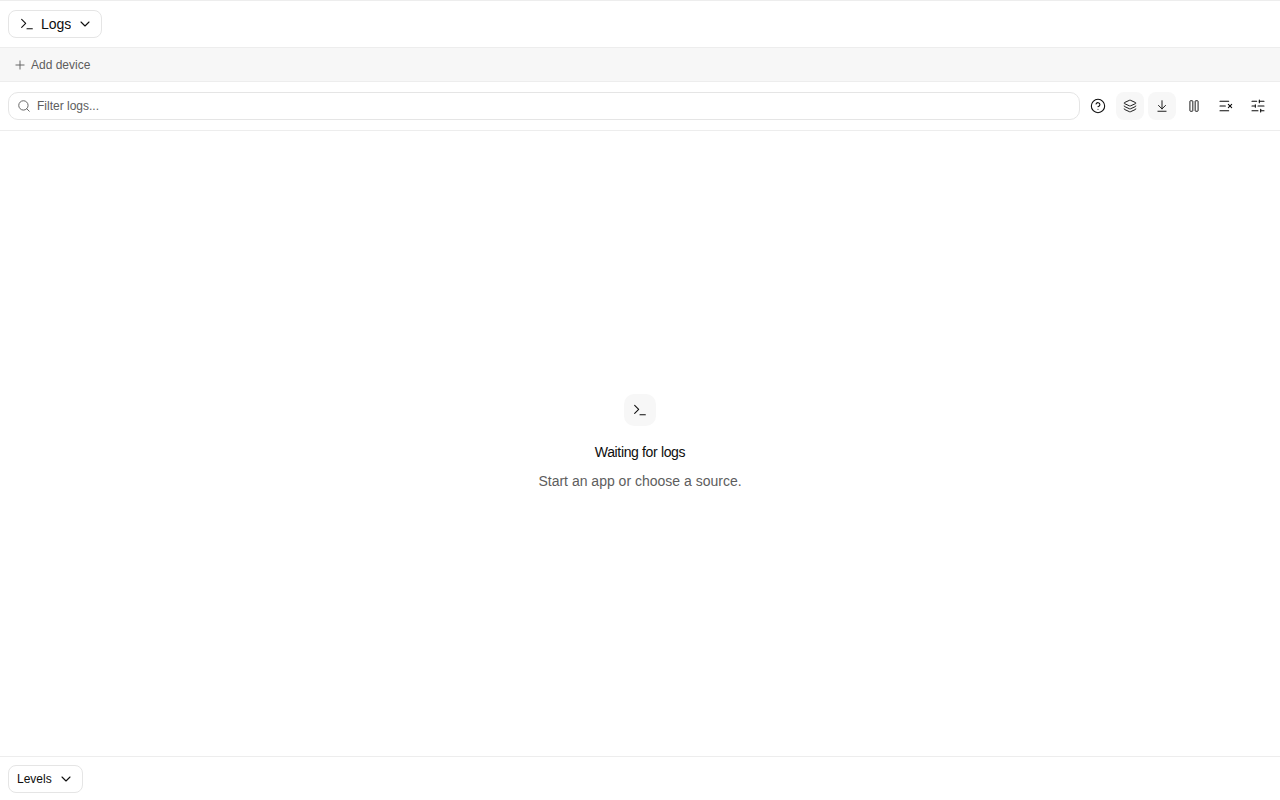 Logs
Add device
Filter logs...
Waiting for logs
Start an app or choose a source.
Levels